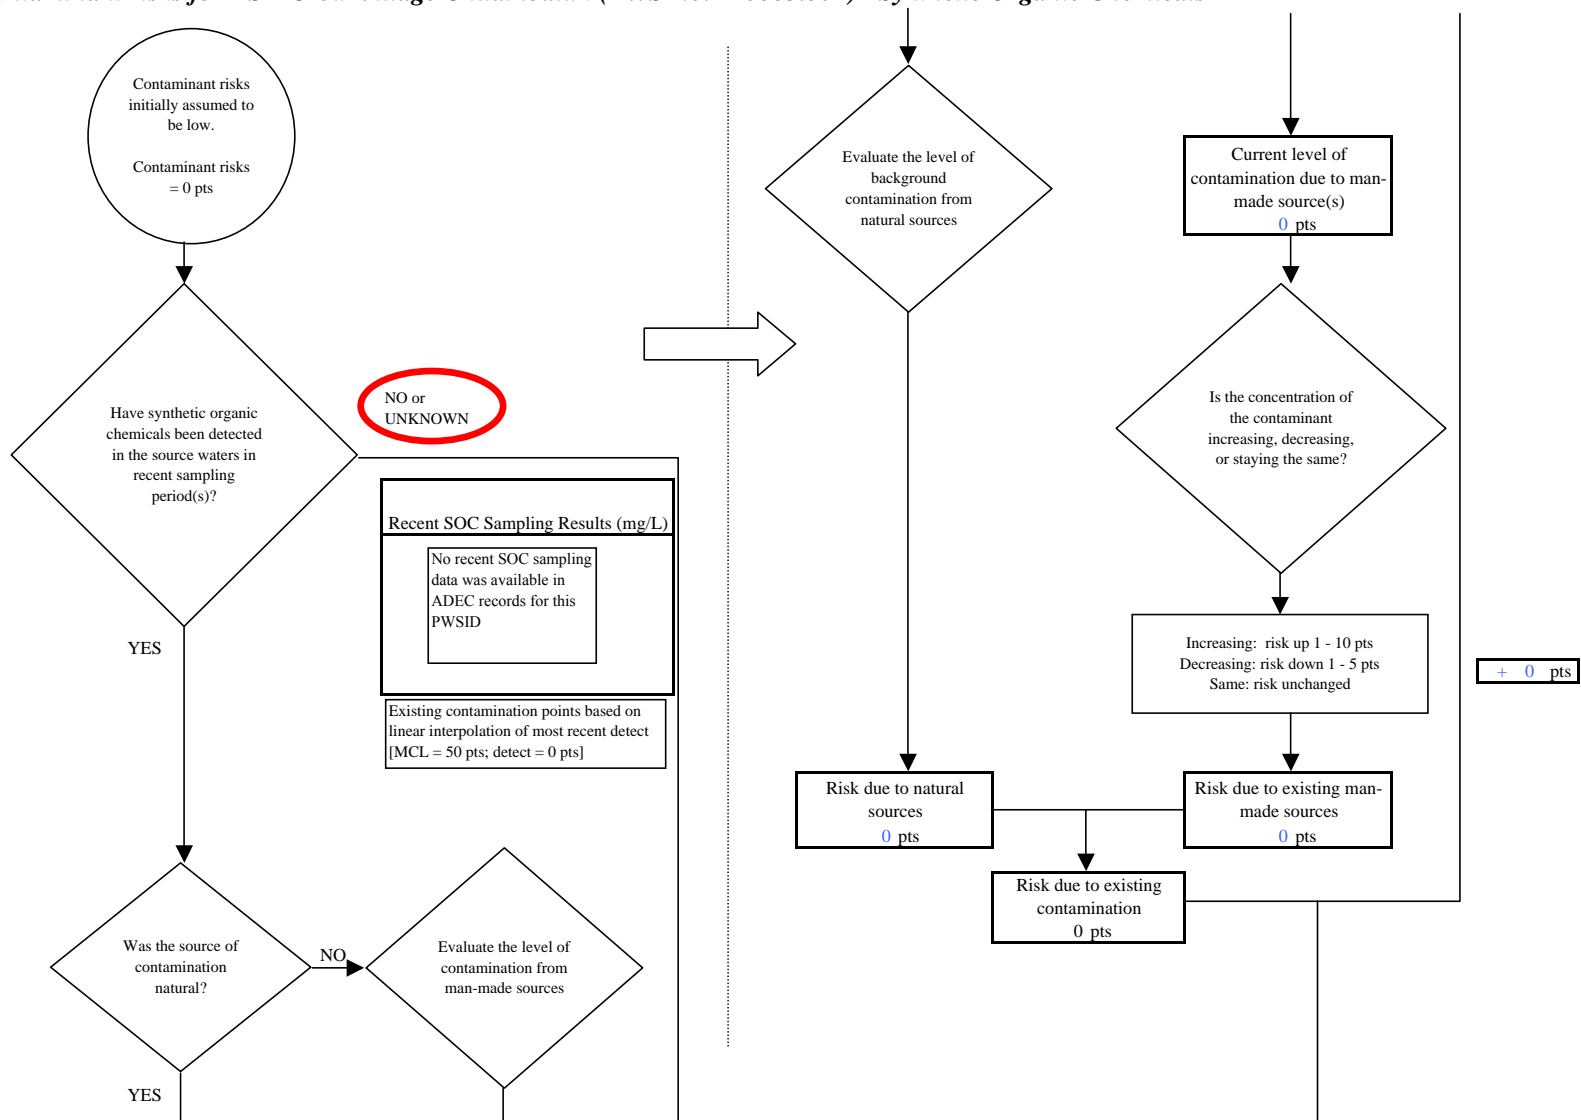 Contaminant risks
initially assumed to
be low.
Contaminant risks
= 0 pts
Have synthetic organic
chemicals been detected
in the source waters in
recent sampling
period(s)?
NO or
UNKNOWN
Recent SOC Sampling Results (mg/L)
No recent SOC sampling
data was available in
ADEC records for this
PWSID
Existing contamination points based on
linear interpolation of most recent detect
[MCL = 50 pts; detect = 0 pts]
YES
Was the source of
contamination
natural?
NO
Evaluate the level of
contamination from
man-made sources
YES
Evaluate the level of
background
contamination from
natural sources
Current level of
contamination due to man-
made source(s)
0 pts
Is the concentration of
the contaminant
increasing, decreasing,
or staying the same?
Increasing: risk up 1 - 10 pts
Decreasing: risk down 1 - 5 pts
Same: risk unchanged
+ 0 pts
Risk due to natural
sources
0 pts
Risk due to existing man-
made sources
0 pts
Risk due to existing
contamination
0 pts